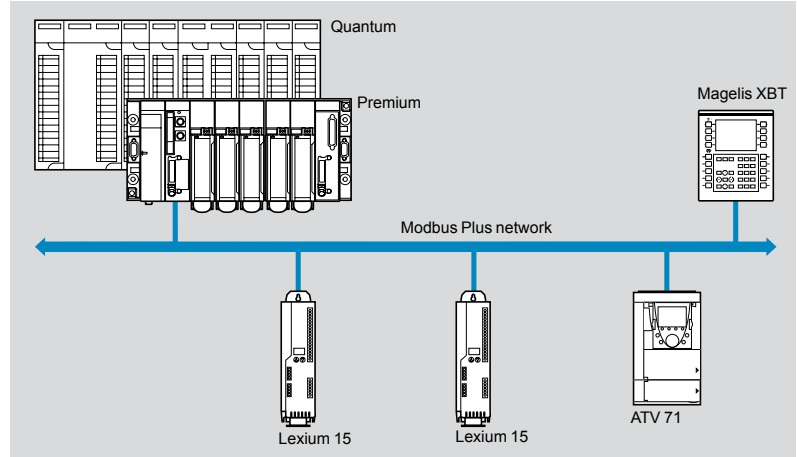 Quantum
Premium
Magelis XBT
Modbus Plus network
Lexium 15
Lexium 15
ATV 71